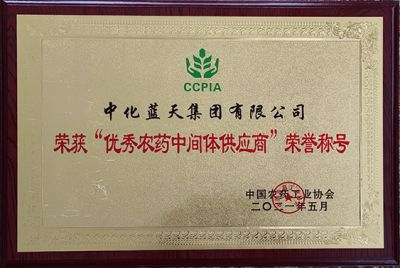 CCPIA
中化蓝天集团有限公司
荣获“优秀农药中间体供应商”荣誉称号
中国农药工业协会
二〇二一年五月